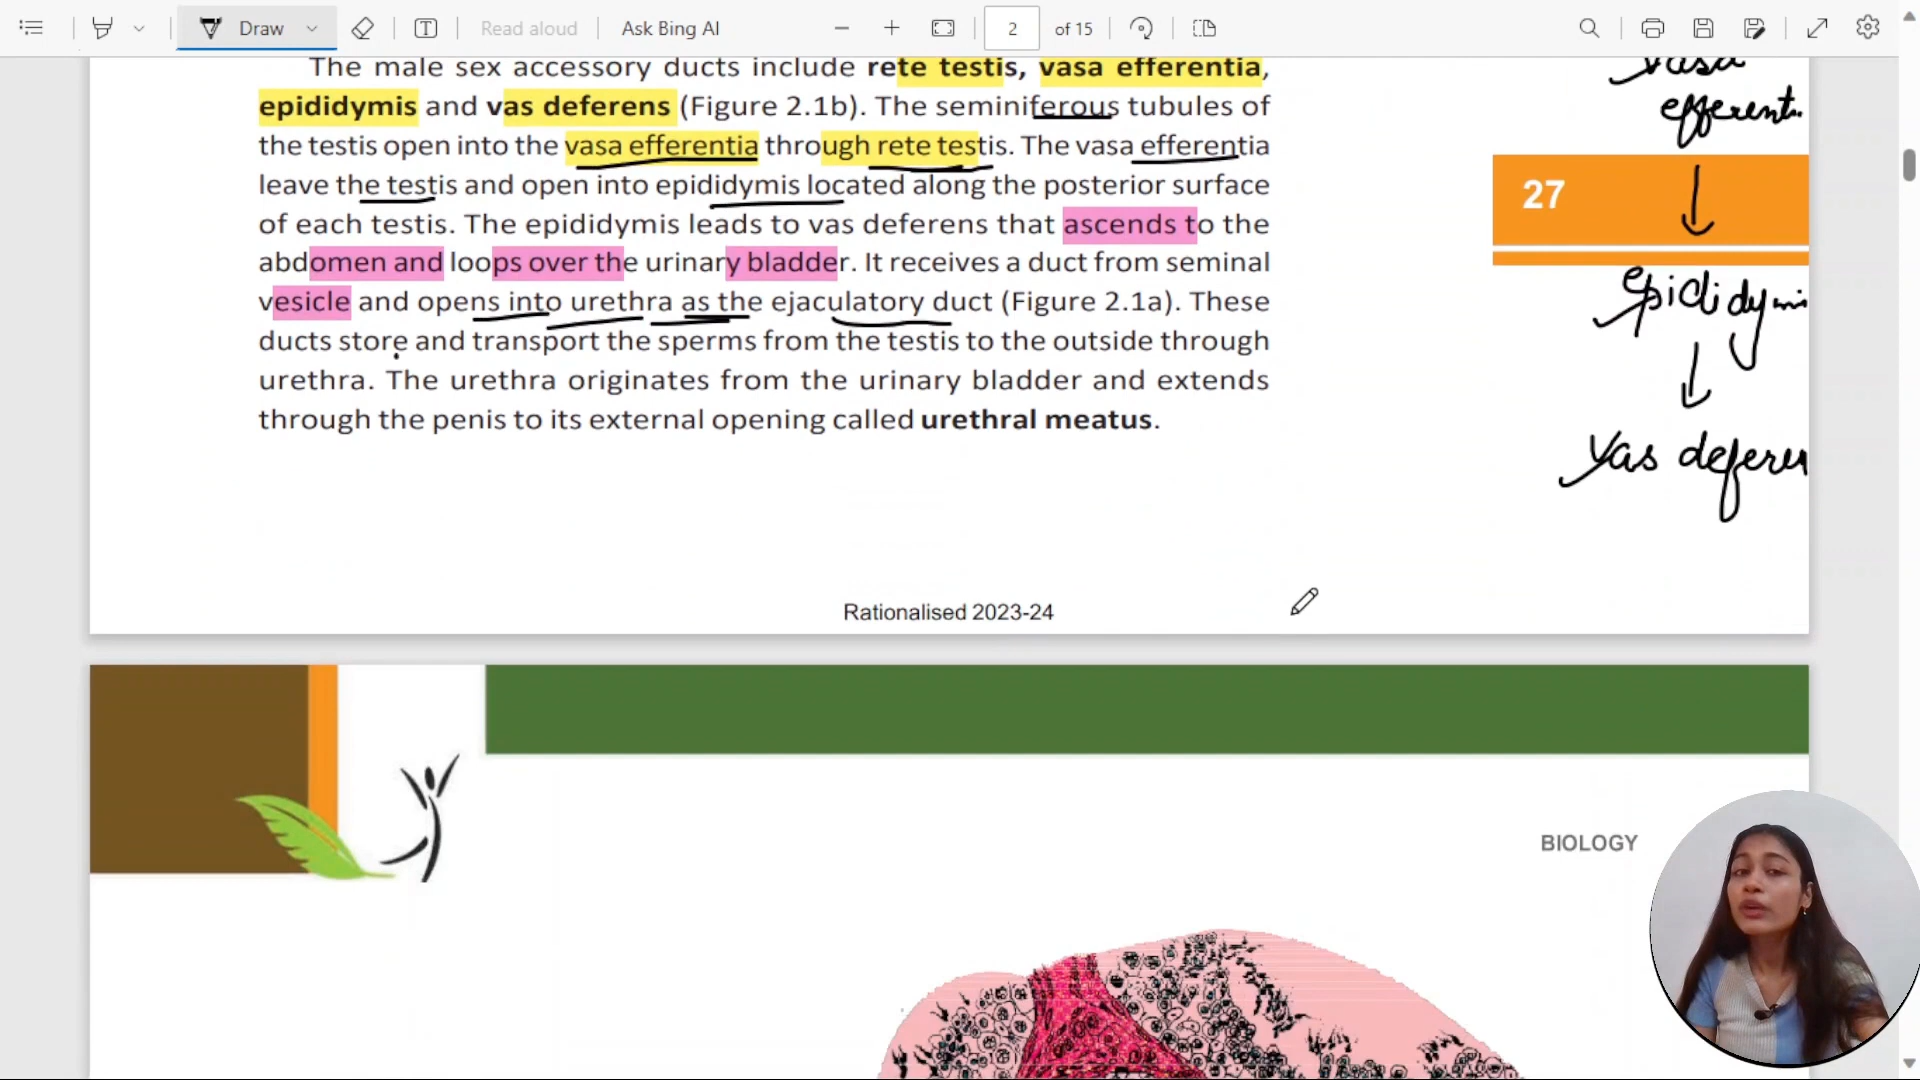 Draw
Read aloud
Ask Bing AI
2
of 15
The male sex accessory ducts include rete testis, vasa efferentia,
epididymis and vas deferens (Figure 2.1b). The seminiferous tubules of
the testis open into the vasa efferentia through rete testis. The vasa efferentia
leave the testis and open into epididymis located along the posterior surface
of each testis. The epididymis leads to vas deferens that ascends to the
abdomen and loops over the urinary bladder. It receives a duct from seminal
vesicle and opens into urethra as the ejaculatory duct (Figure 2.1a). These
ducts store and transport the sperms from the testis to the outside through
urethra. The urethra originates from the urinary bladder and extends
through the penis to its external opening called urethral meatus.
vasa
efferent
27
epididymi
vas deferen
Rationalised 2023-24
BIOLOGY